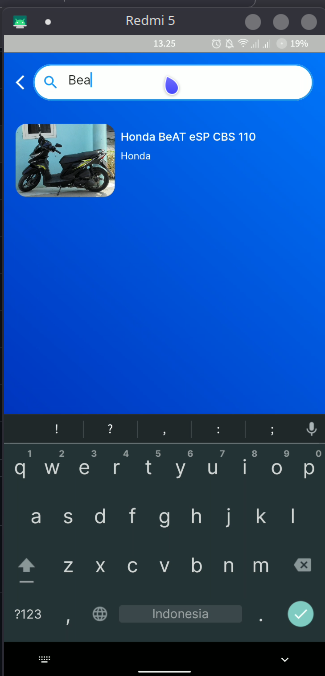 Redmi 5
13.25
19%
Bea
Honda BeAT eSP CBS 110
Honda
! ? , : ;
1 2 3 4 5 6 7 8 9 0
q w e r t y u i o p
a s d f g h j k l
z x c v b n m
?123 , Indonesia .